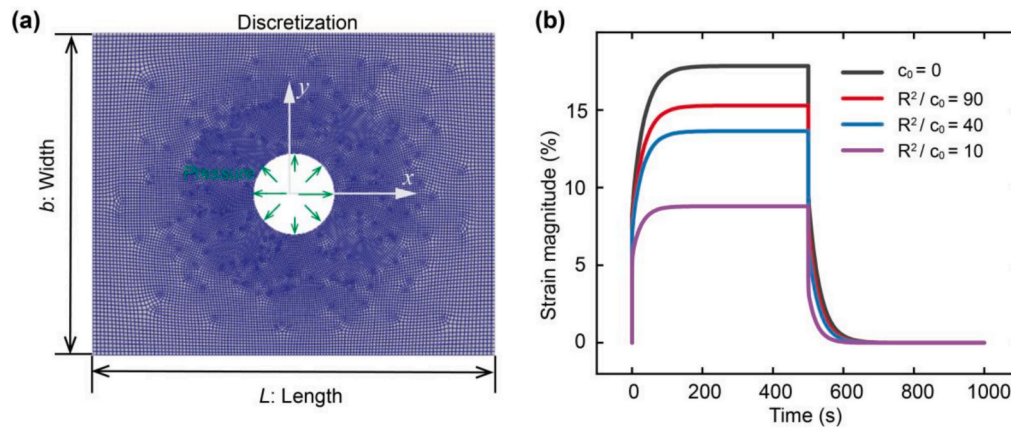 (a)
Discretization
b: Width
y
Pressure
x
L: Length
(b)
Strain magnitude (%)
15
10
5
0
c₀ = 0
R² / c₀ = 90
R² / c₀ = 40
R² / c₀ = 10
0 200 400 600 800 1000
Time (s)